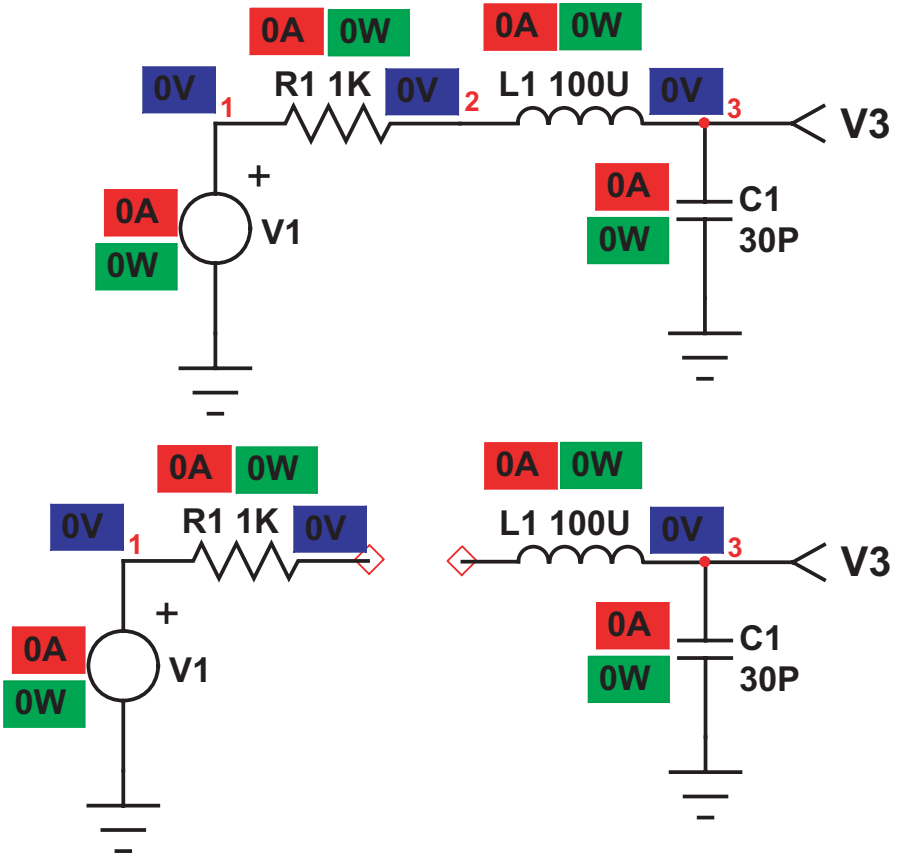 0A 0W 0A 0W
0V 1 R1 1K 0V 2 L1 100U 0V 3 V3
+
0A V1 0A C1
0W 0W 30P
0A 0W 0A 0W
0V 1 R1 1K 0V L1 100U 0V 3 V3
+
0A V1 0A C1
0W 0W 30P